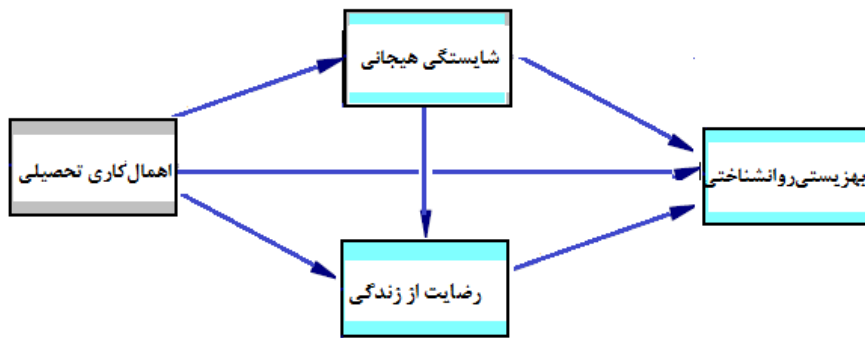 شایستگی هیجانی
اهمال‌کاری تحصیلی
بهزیستی‌روانشناختی
رضایت از زندگی